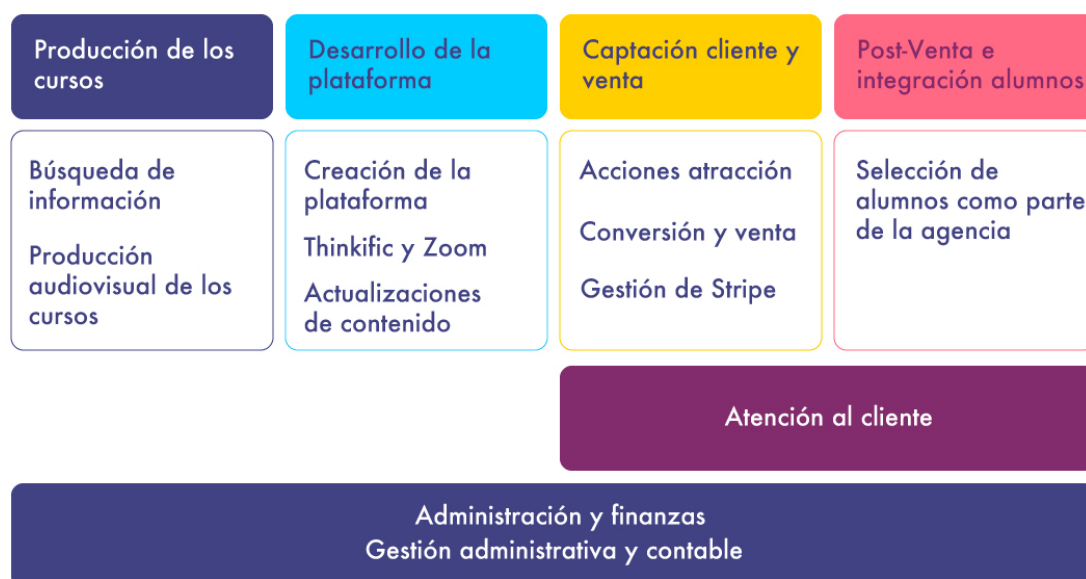 Producción de los
cursos
Desarrollo de la
plataforma
Captación cliente y
venta
Post-Venta e
integración alumnos
Búsqueda de
información
Producción
audiovisual de los
cursos
Creación de la
plataforma
Thinkific y Zoom
Actualizaciones
de contenido
Acciones atracción
Conversión y venta
Gestión de Stripe
Selección de
alumnos como parte
de la agencia
Atención al cliente
Administración y finanzas
Gestión administrativa y contable